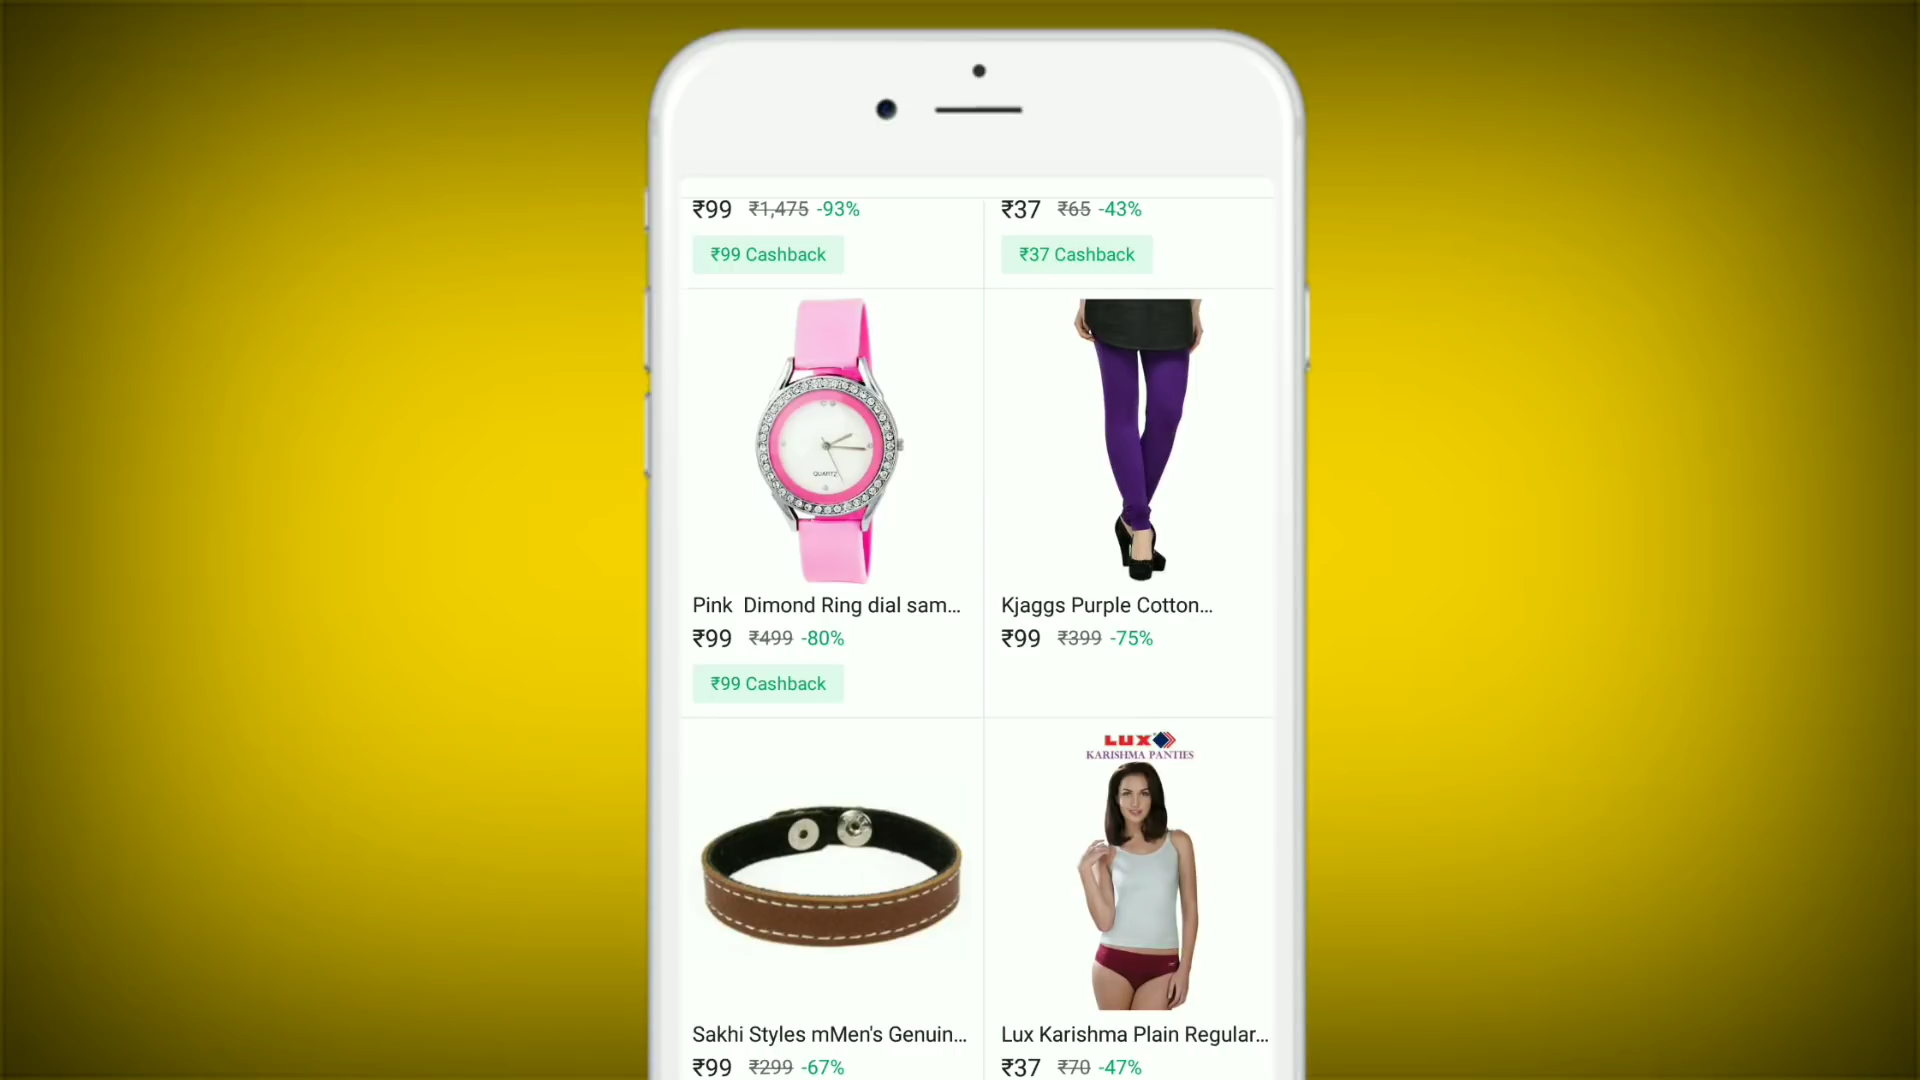 ₹99 ₹1,475 -93%
₹37 ₹65 -43%
₹99 Cashback
₹37 Cashback
QUARTZ
Pink Dimond Ring dial sam...
₹99 ₹499 -80%
₹99 Cashback
Kjaggs Purple Cotton...
₹99 ₹399 -75%
LUX
KARISHMA PANTIES
Sakhi Styles mMen's Genuin...
₹99 ₹299 -67%
Lux Karishma Plain Regular...
₹37 ₹70 -47%